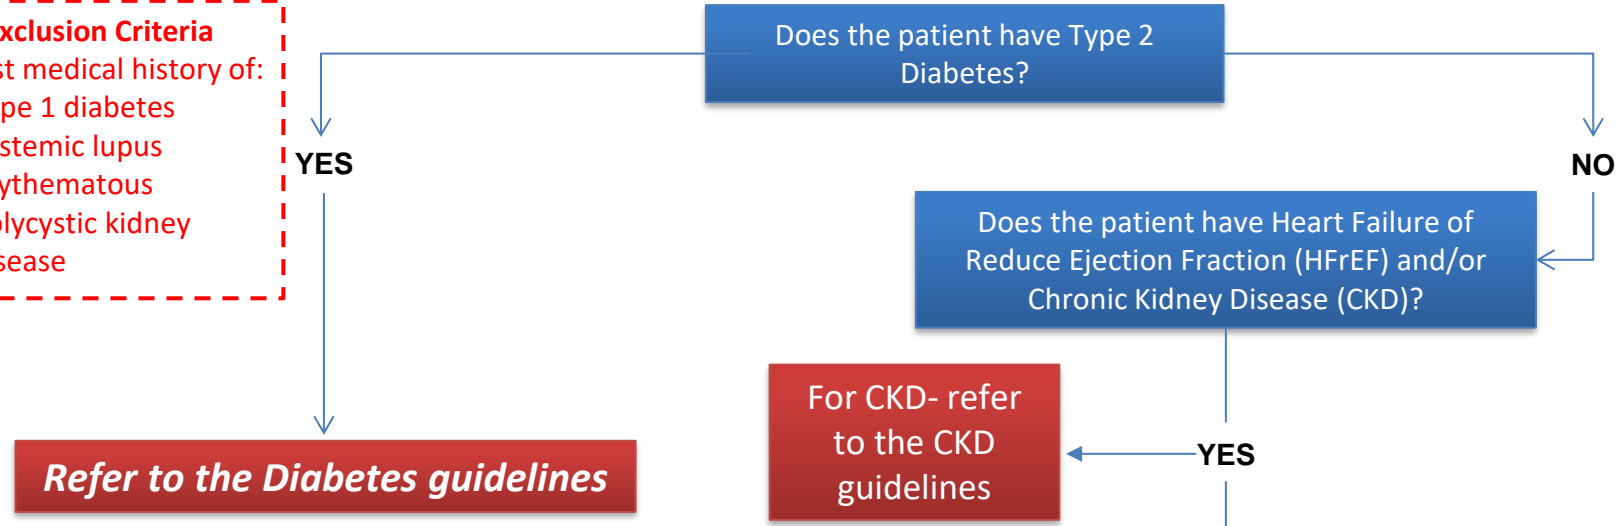 xclusion Criteria
st medical history of:
pe 1 diabetes
stemic lupus
ythematous
lycystic kidney
sease
Does the patient have Type 2
Diabetes?
YES
NO
Does the patient have Heart Failure of
Reduce Ejection Fraction (HFrEF) and/or
Chronic Kidney Disease (CKD)?
For CKD- refer
to the CKD
guidelines
YES
Refer to the Diabetes guidelines